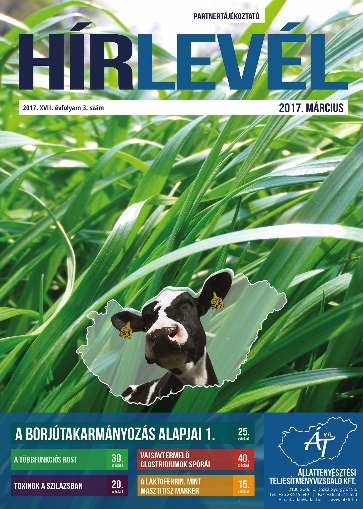 PARTNERTÁJÉKOZTATÓ
HÍRLEVÉL
2017. XVII. évfolyam 3. szám
2017. MÁRCIUS
A BORJÚTAKARMÁNYOZÁS ALAPJAI 1.
25. oldal
A TÖBBFUNKCIÓS ROST
30. oldal
VAJSAVTERMELŐ CLOSTRIDIUMOK SPÓRÁI
40. oldal
TOXINOK A SZILÁZSBAN
20. oldal
A LAKTOFERRIN, MINT MASZTITISZ MARKER
15. oldal
ÁT Kft.
ÁLLATTENYÉSZTÉSI
TELJESÍTMÉNYVIZSGÁLÓ KFT.